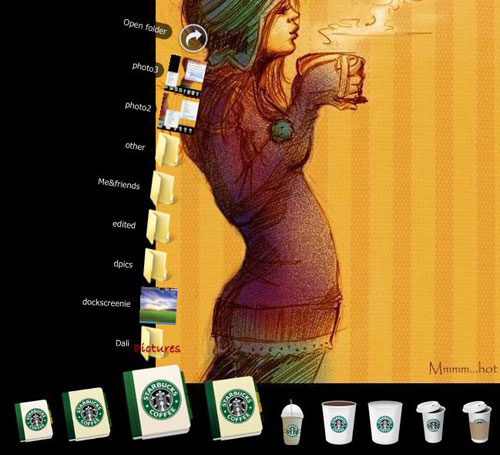 Open folder
photo3
photo2
other
Me&friends
edited
dpics
dockscreenie
Dali
pictures
Mmmm...hot
STARBUCKS
COFFEE
STARBUCKS
COFFEE
STARBUCKS
COFFEE
STARBUCKS
COFFEE